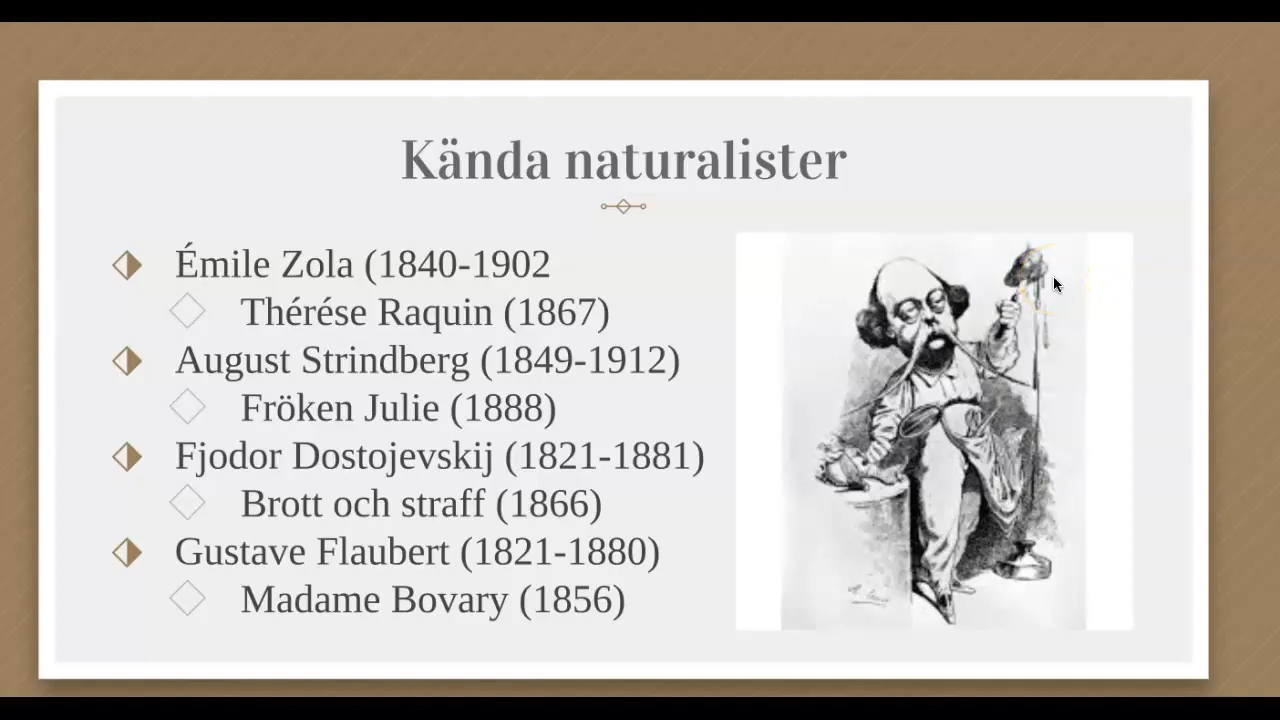 Kända naturalister
Émile Zola (1840-1902
Thérése Raquin (1867)
August Strindberg (1849-1912)
Fröken Julie (1888)
Fjodor Dostojevskij (1821-1881)
Brott och straff (1866)
Gustave Flaubert (1821-1880)
Madame Bovary (1856)